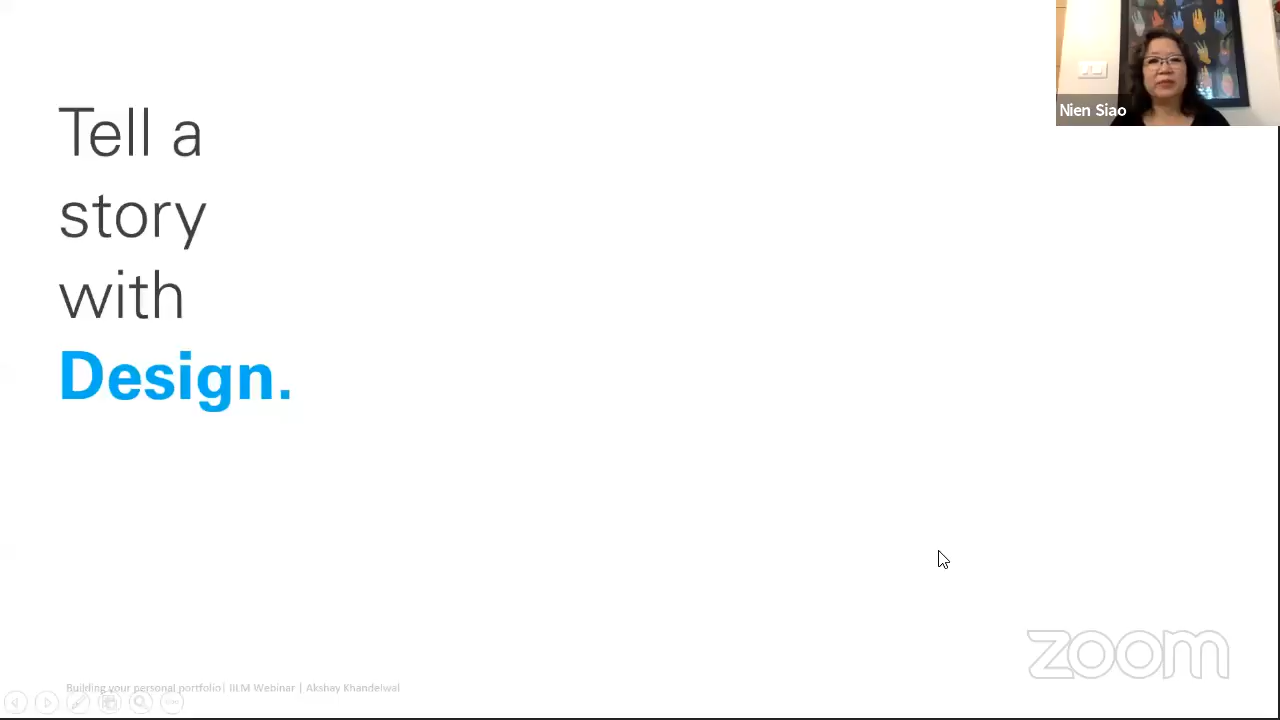 Tell a
story
with
Design.
Nien Siao
zoom
Building your personal portfolio| IILM Webinar | Akshay Khandelwal